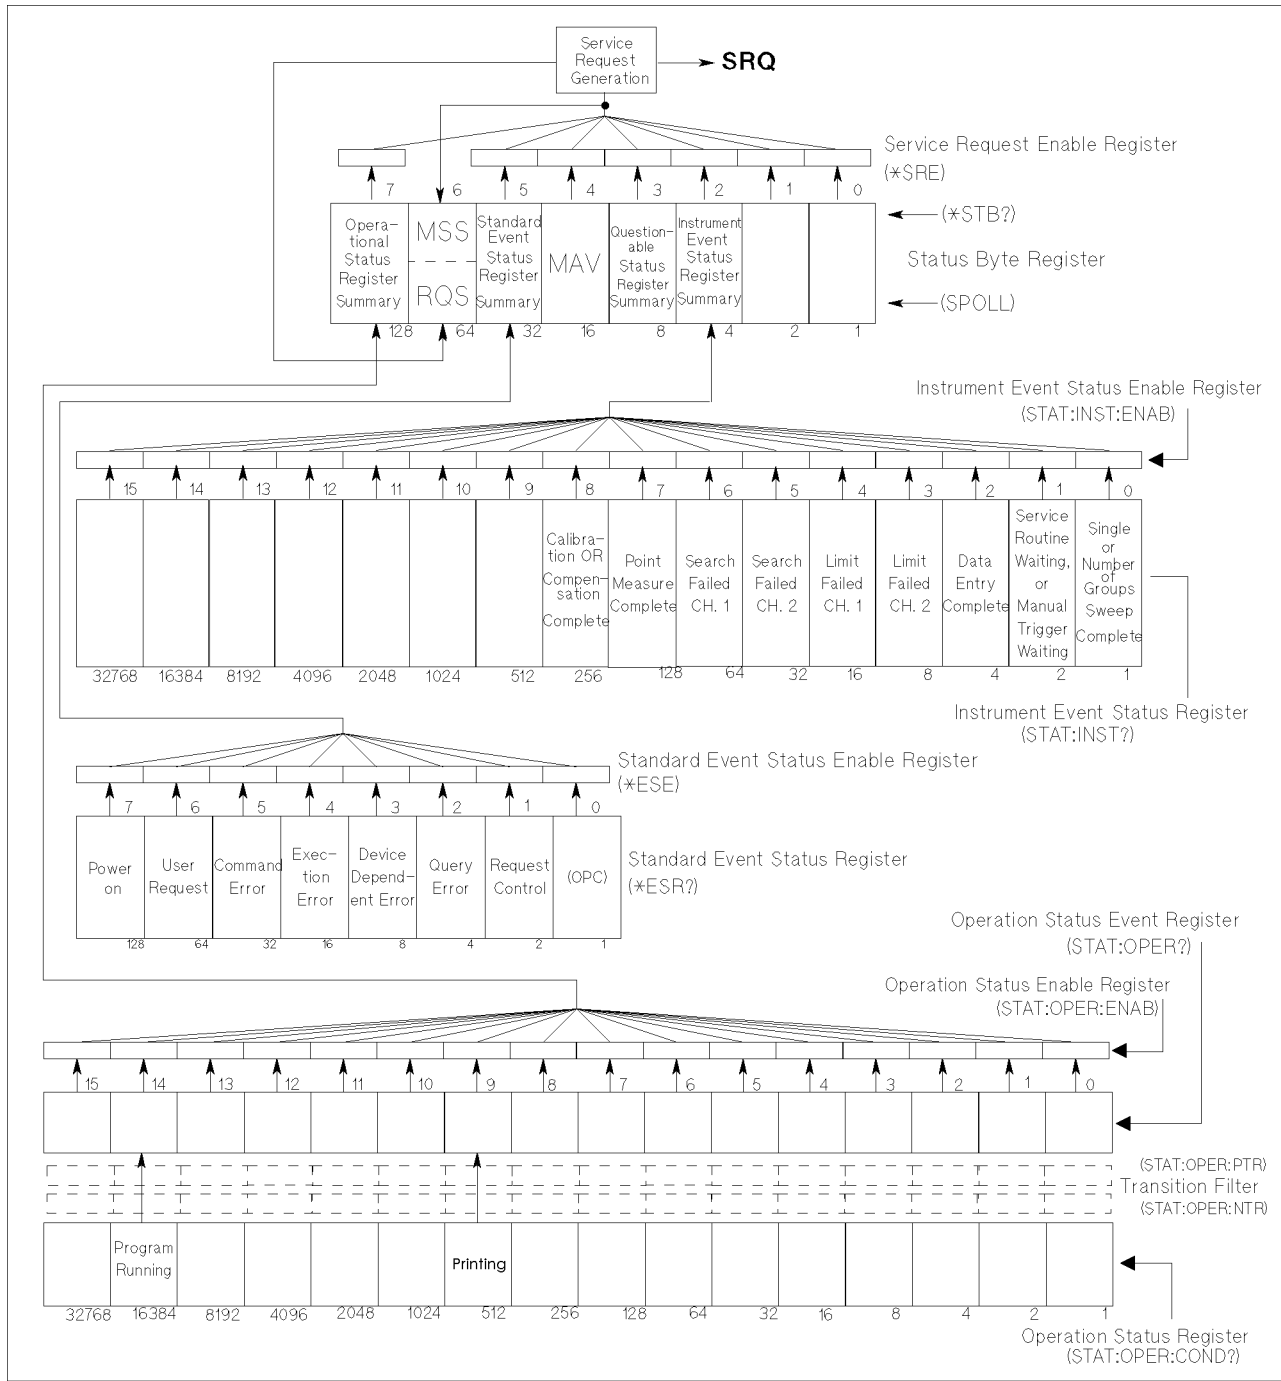 Service
Request
Generation
SRQ
Service Request Enable Register
(*SRE)
7 6 5 4 3 2 1 0
Opera-
tional
Status
Register
Summary
MSS
RQS
Standard
Event
Status
Register
Summary
MAV
Question-
able
Status
Register
Summary
Instrument
Event
Status
Register
Summary
(*STB?)
Status Byte Register
(SPOLL)
128 64 32 16 8 4 2 1
Instrument Event Status Enable Register
(STAT:INST:ENAB)
15 14 13 12 11 10 9 8 7 6 5 4 3 2 1 0
Calibra-
tion OR
Compen-
sation
Complete
Point
Measure
Complete
Search
Failed
CH. 1
Search
Failed
CH. 2
Limit
Failed
CH. 1
Limit
Failed
CH. 2
Data
Entry
Complete
Service
Routine
Waiting,
or
Manual
Trigger
Waiting
Single
or
Number
of
Groups
Sweep
Complete
32768 16384 8192 4096 2048 1024 512 256 128 64 32 16 8 4 2 1
Instrument Event Status Register
(STAT:INST?)
Standard Event Status Enable Register
(*ESE)
7 6 5 4 3 2 1 0
Power
on
User
Request
Command
Error
Exec-
tion
Error
Device
Depend-
ent Error
Query
Error
Request
Control
(OPC)
Standard Event Status Register
(*ESR?)
128 64 32 16 8 4 2 1
Operation Status Event Register
(STAT:OPER?)
Operation Status Enable Register
(STAT:OPER:ENAB)
15 14 13 12 11 10 9 8 7 6 5 4 3 2 1 0
(STAT:OPER:PTR)
Transition Filter
(STAT:OPER:NTR)
Program
Running
Printing
32768 16384 8192 4096 2048 1024 512 256 128 64 32 16 8 4 2 1
Operation Status Register
(STAT:OPER:COND?)